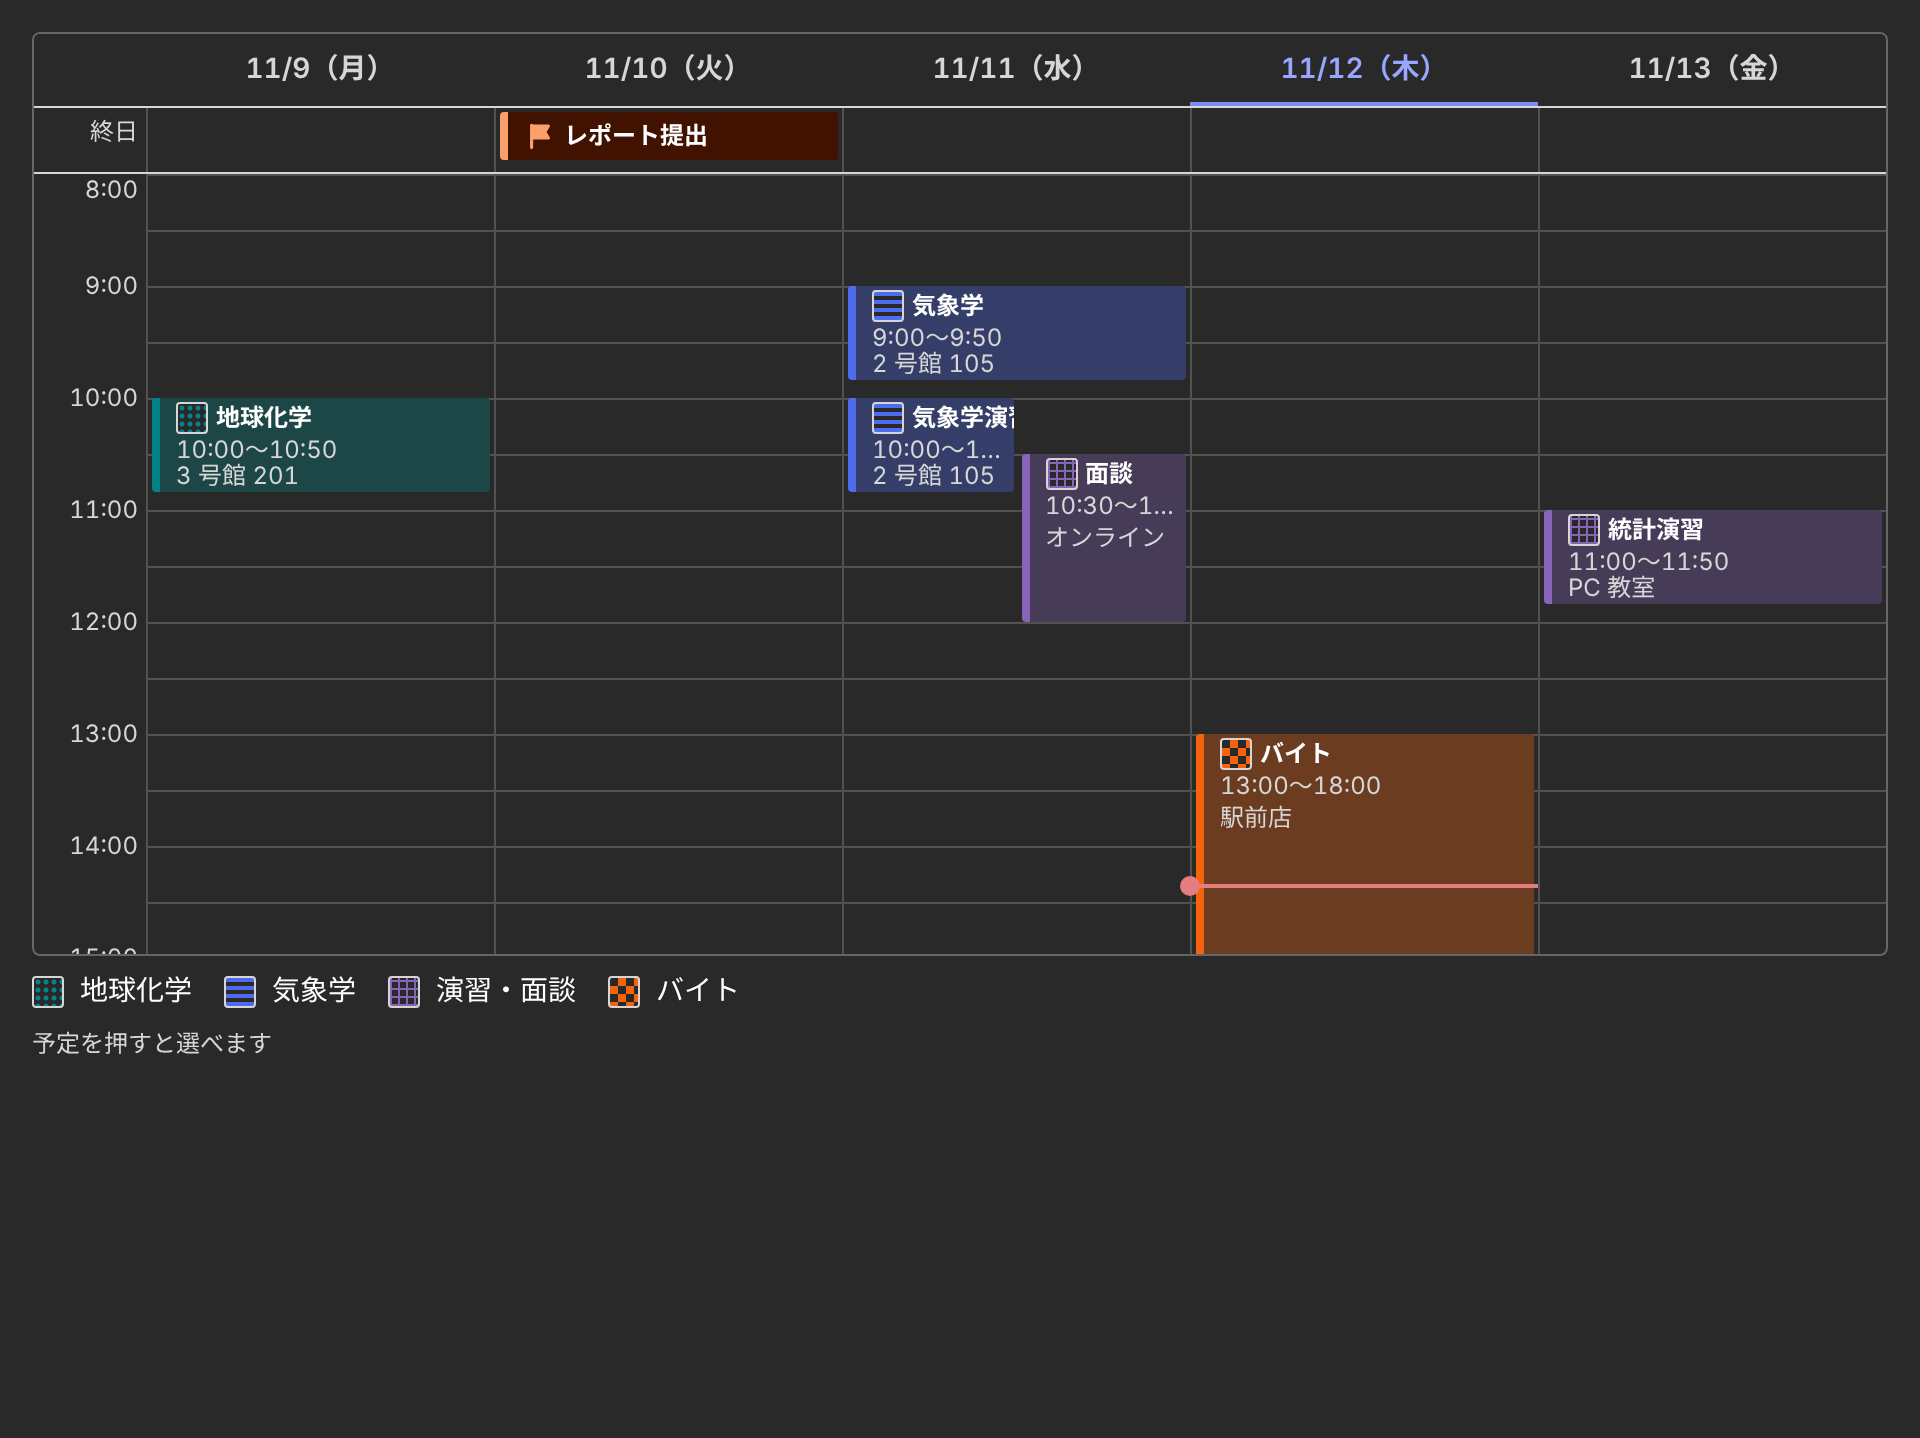 11/9（月）
11/10（火）
11/11（水）
11/12（木）
11/13（金）
終日
レポート提出
8:00
9:00
10:00
11:00
12:00
13:00
14:00
地球化学
10:00～10:50
3 号館 201
気象学
9:00～9:50
2 号館 105
気象学演
10:00～1...
2 号館 105
面談
10:30～1...
オンライン
バイト
13:00～18:00
駅前店
統計演習
11:00～11:50
PC 教室
地球化学
気象学
演習・面談
バイト
予定を押すと選べます